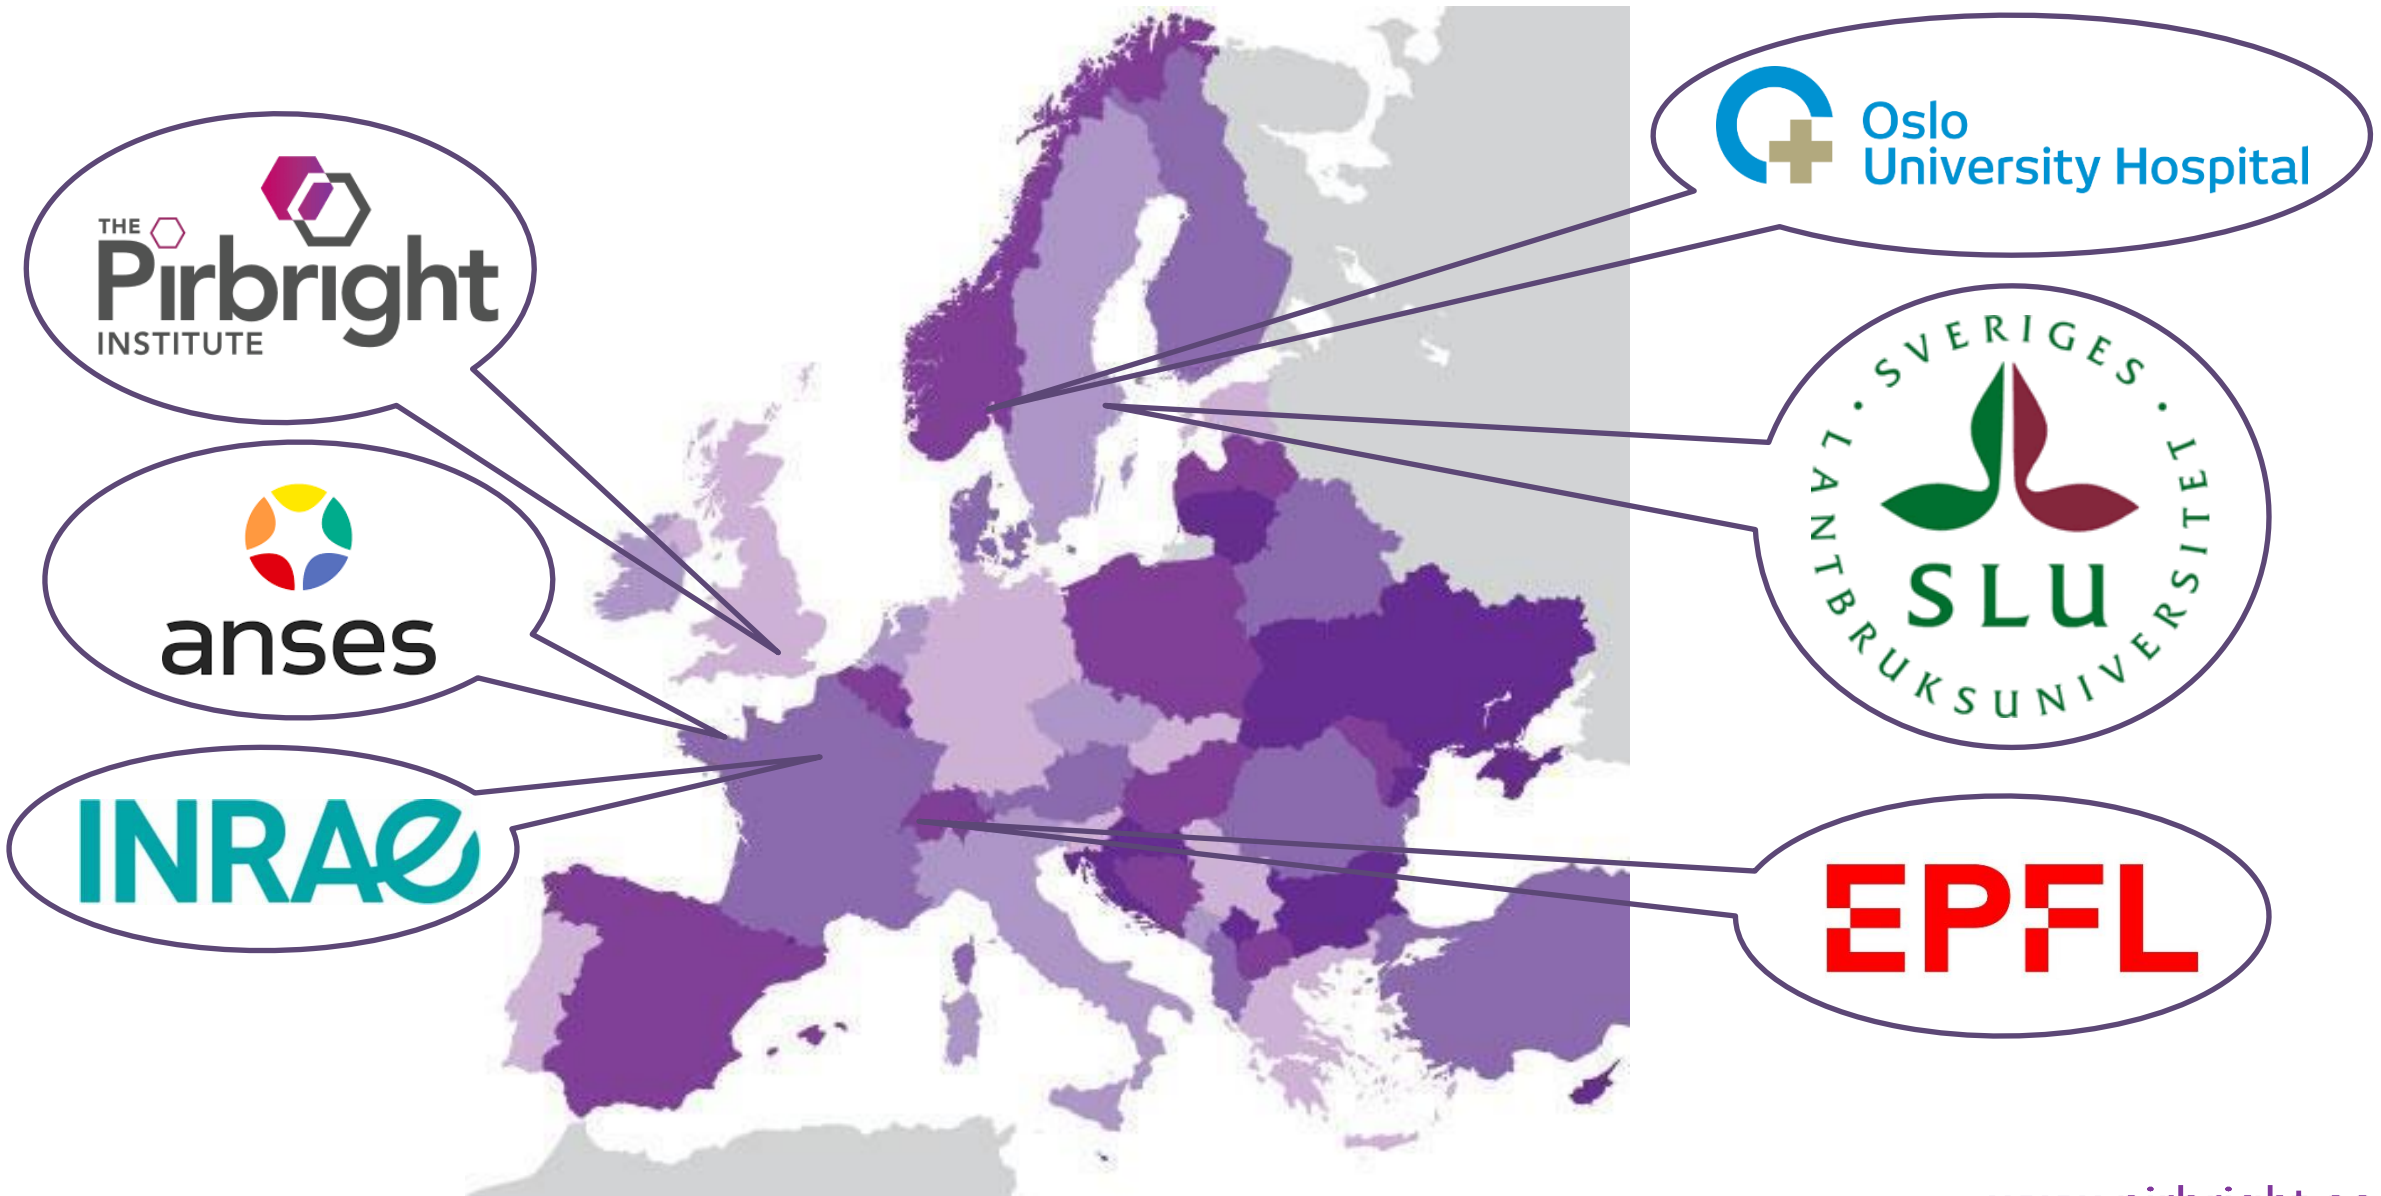 THE
Pirbright
INSTITUTE
anses
INRAE
Oslo
University Hospital
· SVERIGES ·
LANTBRUKSUNIVERSITET
SLU
EPFL